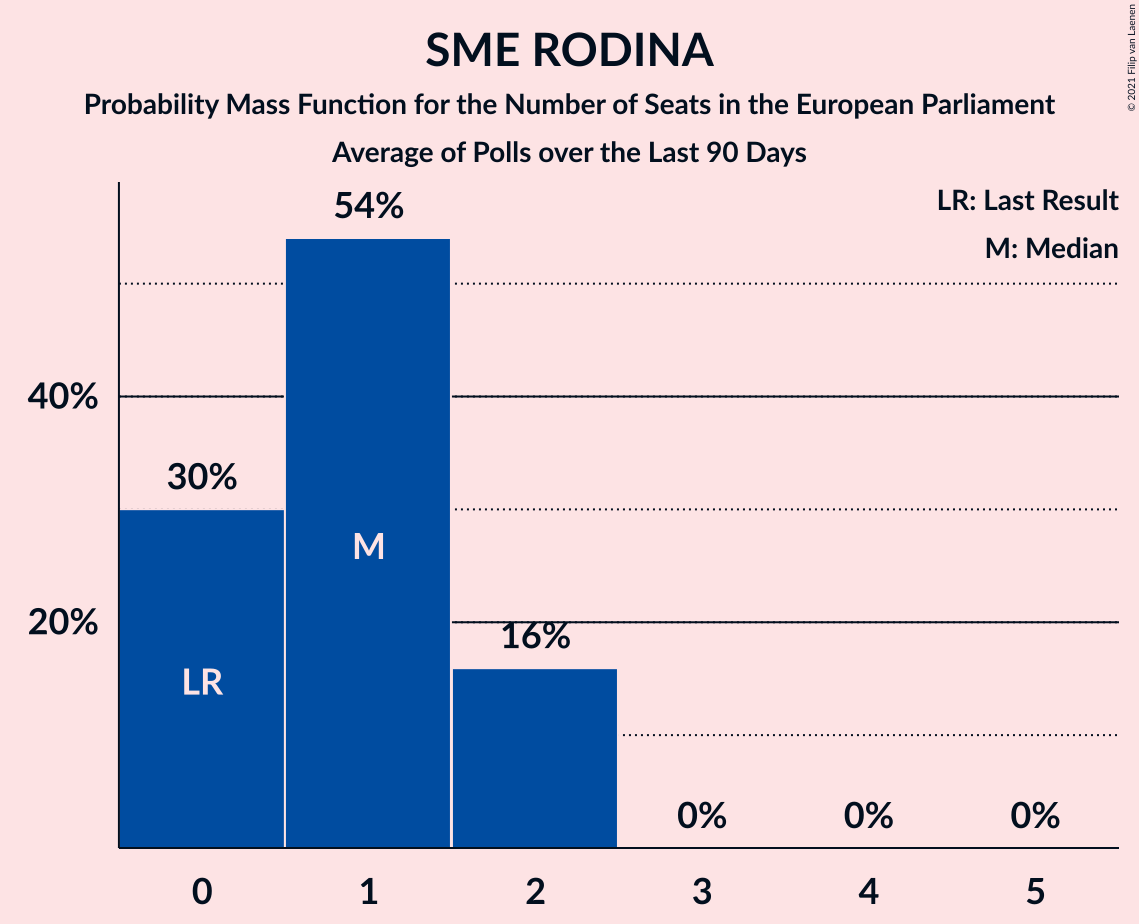 SME RODINA
Probability Mass Function for the Number of Seats in the European Parliament
Average of Polls over the Last 90 Days
© 2021 Filip van Laenen
LR: Last Result
M: Median
54%
40%
30%
M
20%
16%
LR
0% 0% 0%
0 1 2 3 4 5